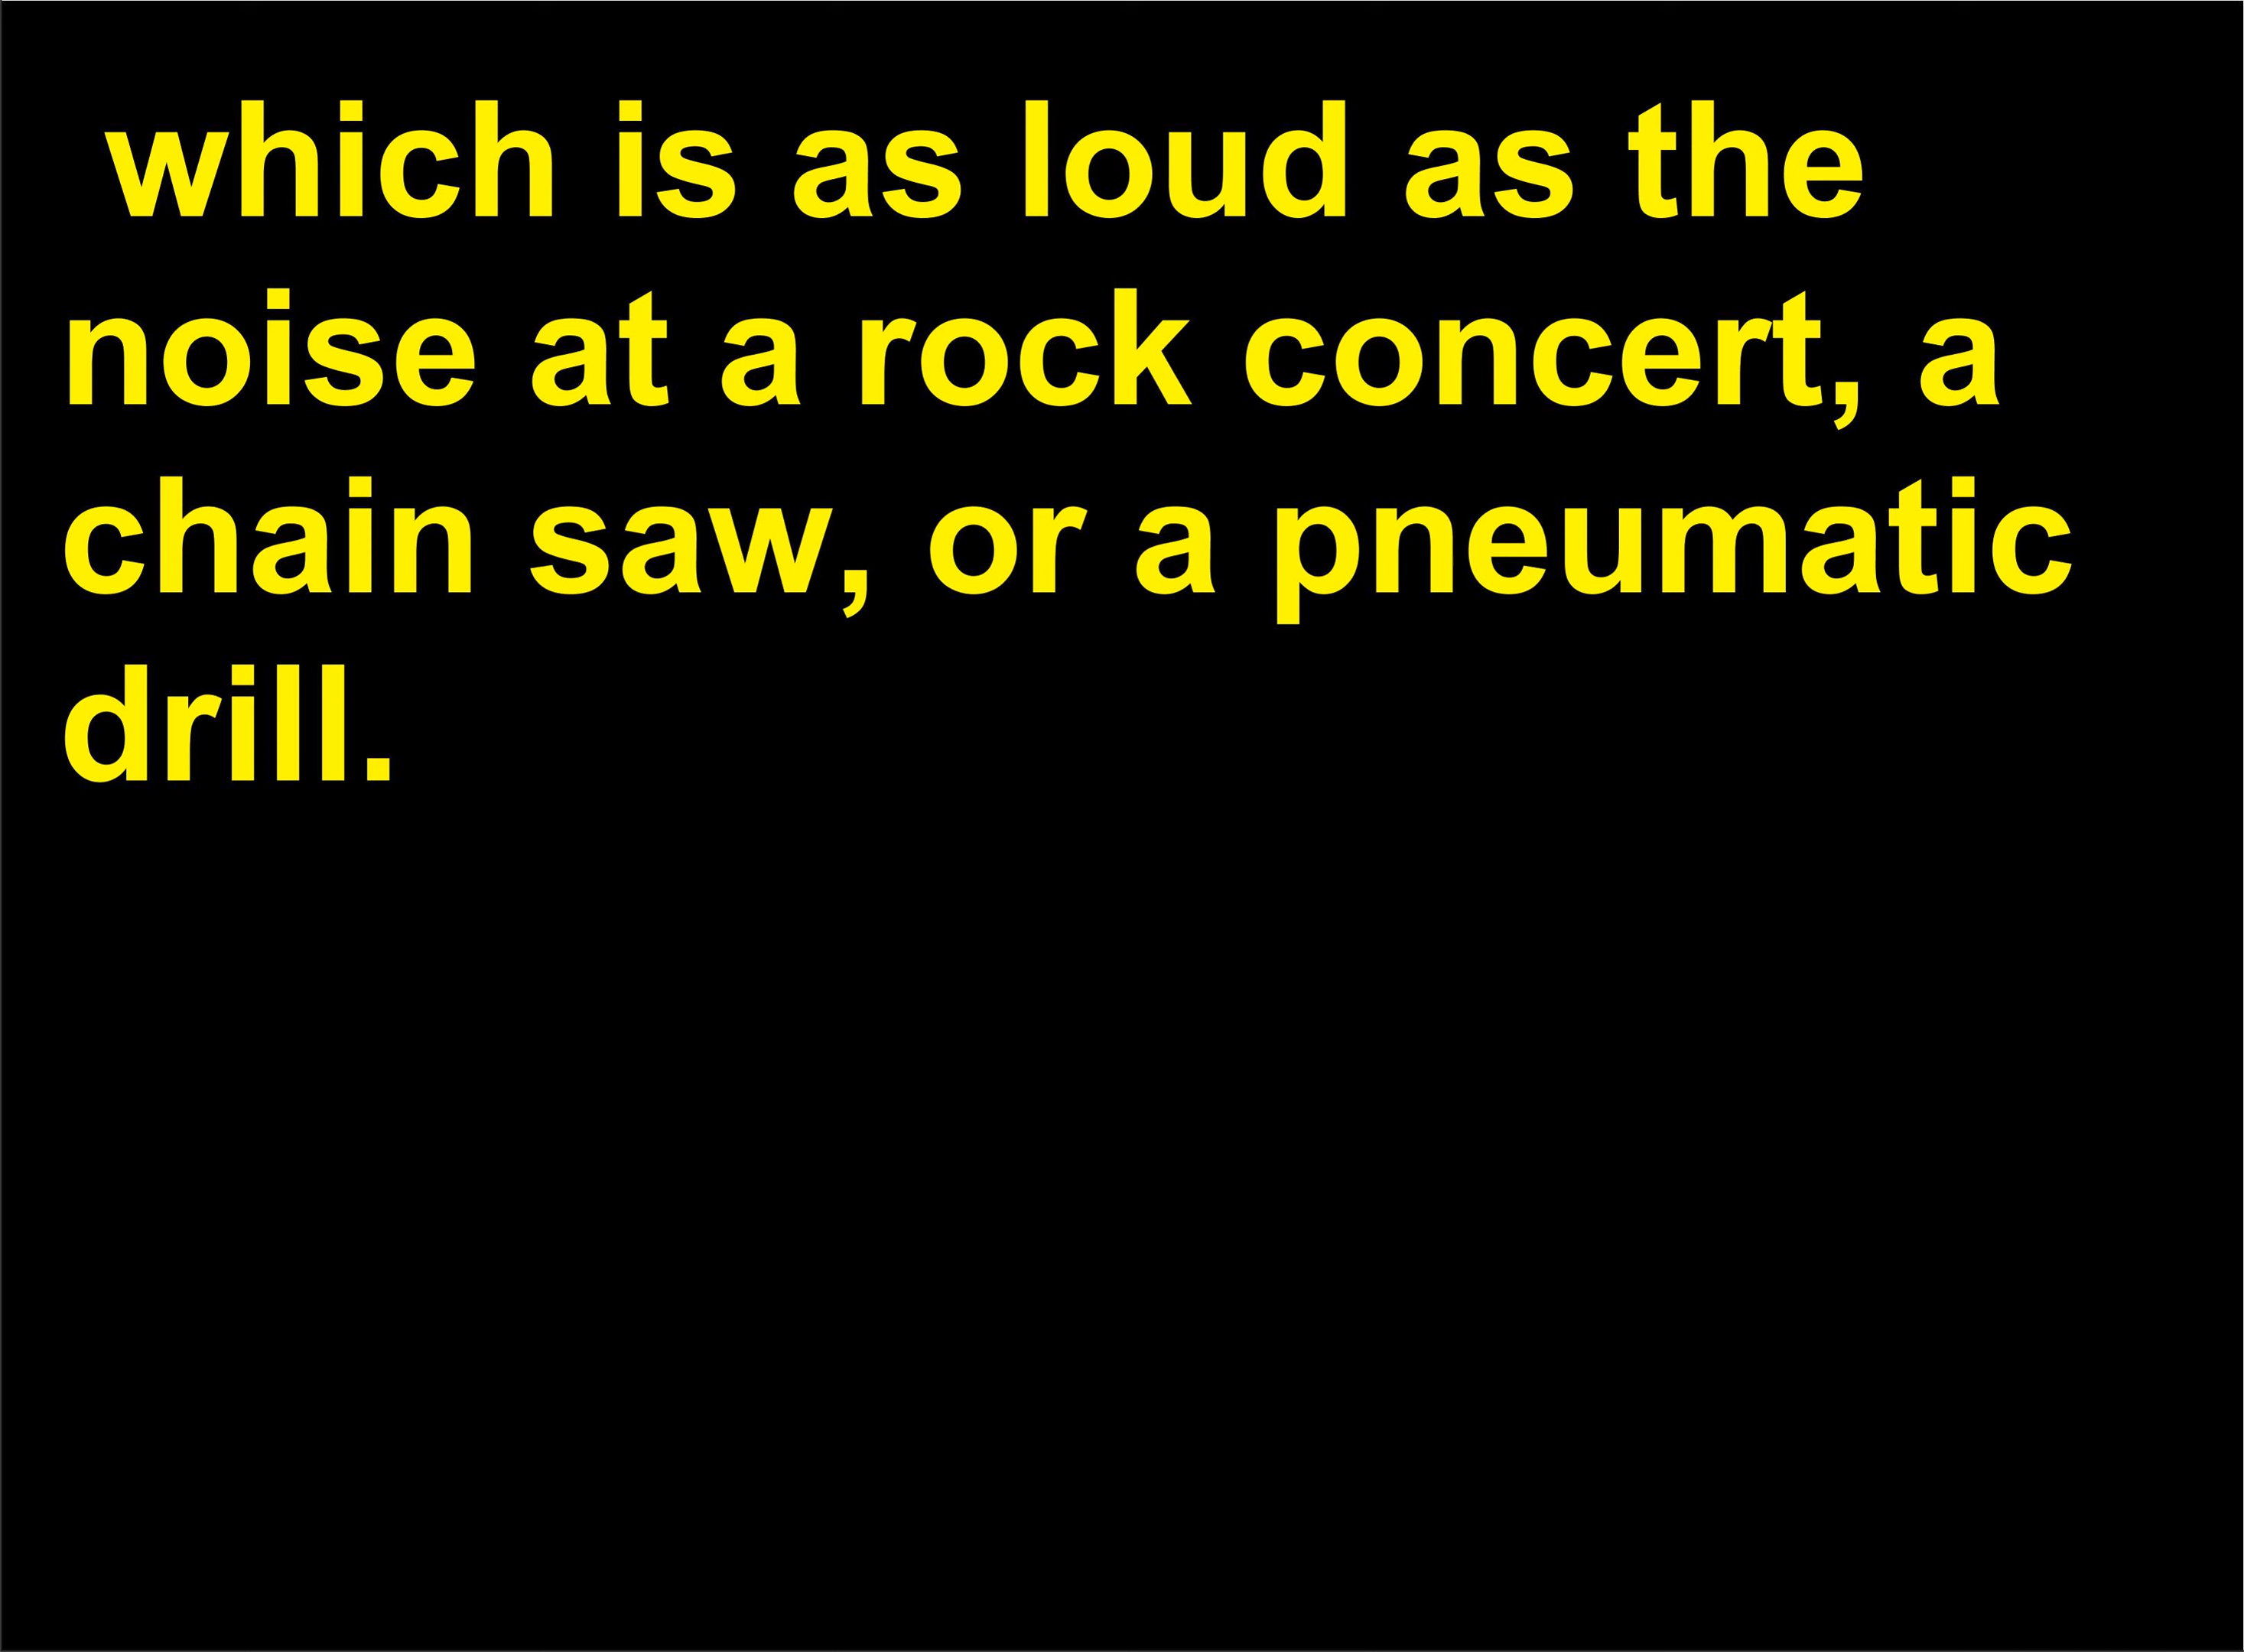 which is as loud as the
noise at a rock concert, a
chain saw, or a pneumatic
drill.